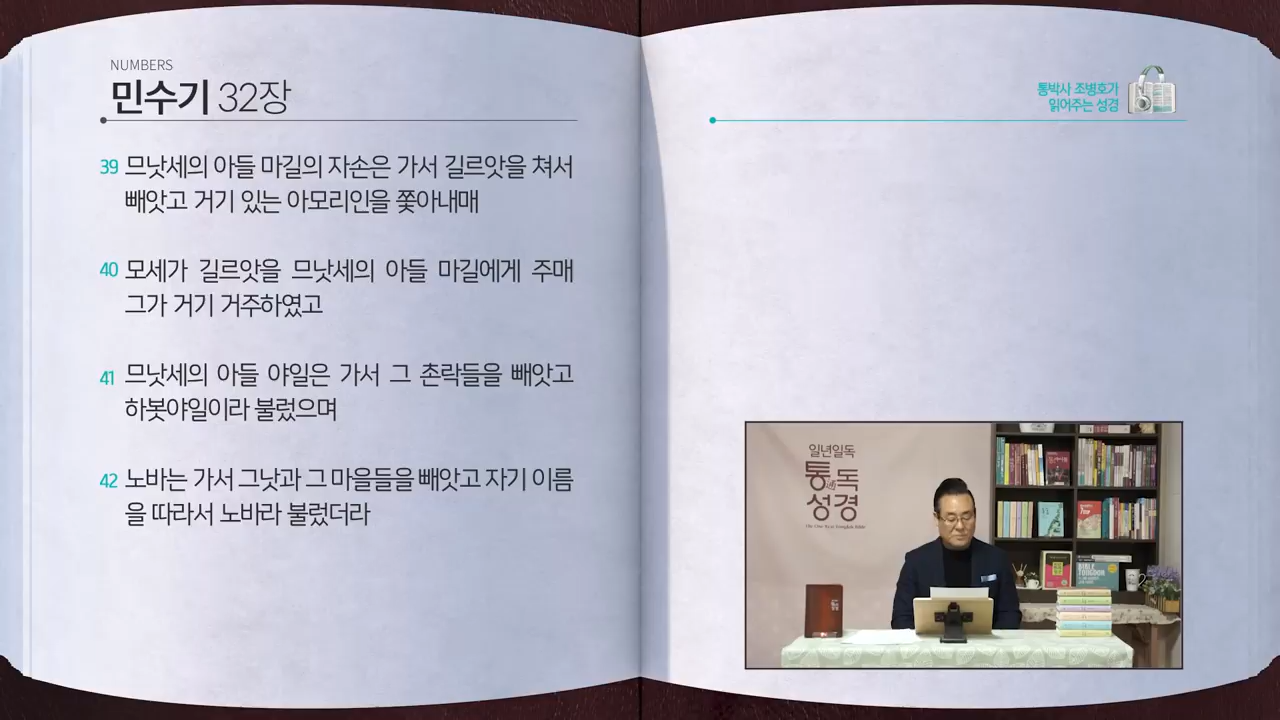 NUMBERS
민수기 32장
39 므낫세의 아들 마길의 자손은 가서 길르앗을 쳐서
빼앗고 거기 있는 아모리인을 쫓아내매
40 모세가 길르앗을 므낫세의 아들 마길에게 주매
그가 거기 거주하였고
41 므낫세의 아들 야일은 가서 그 촌락들을 빼앗고
하봇야일이라 불렀으며
42 노바는 가서 그낫과 그 마을들을 빼앗고 자기 이름
을 따라서 노바라 불렀더라
통박사 조병호가
읽어주는 성경
일년일독
통독
성경
BIBLE
TONGDOK